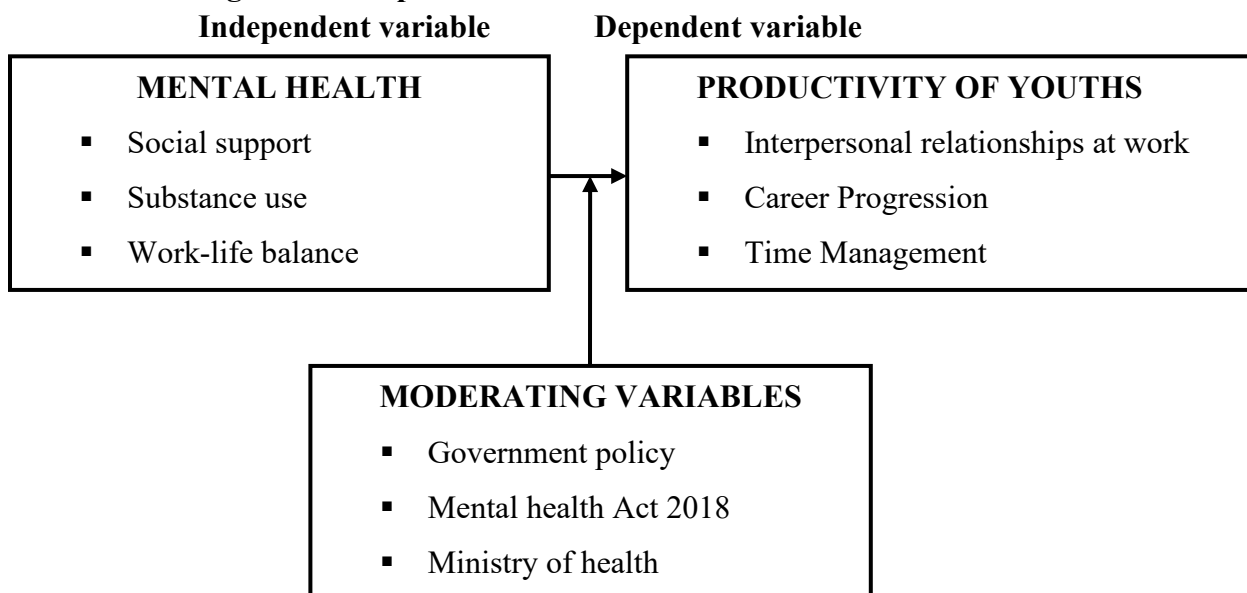 Independent variable Dependent variable
MENTAL HEALTH
▪ Social support
▪ Substance use
▪ Work-life balance
PRODUCTIVITY OF YOUTHS
▪ Interpersonal relationships at work
▪ Career Progression
▪ Time Management
MODERATING VARIABLES
▪ Government policy
▪ Mental health Act 2018
▪ Ministry of health